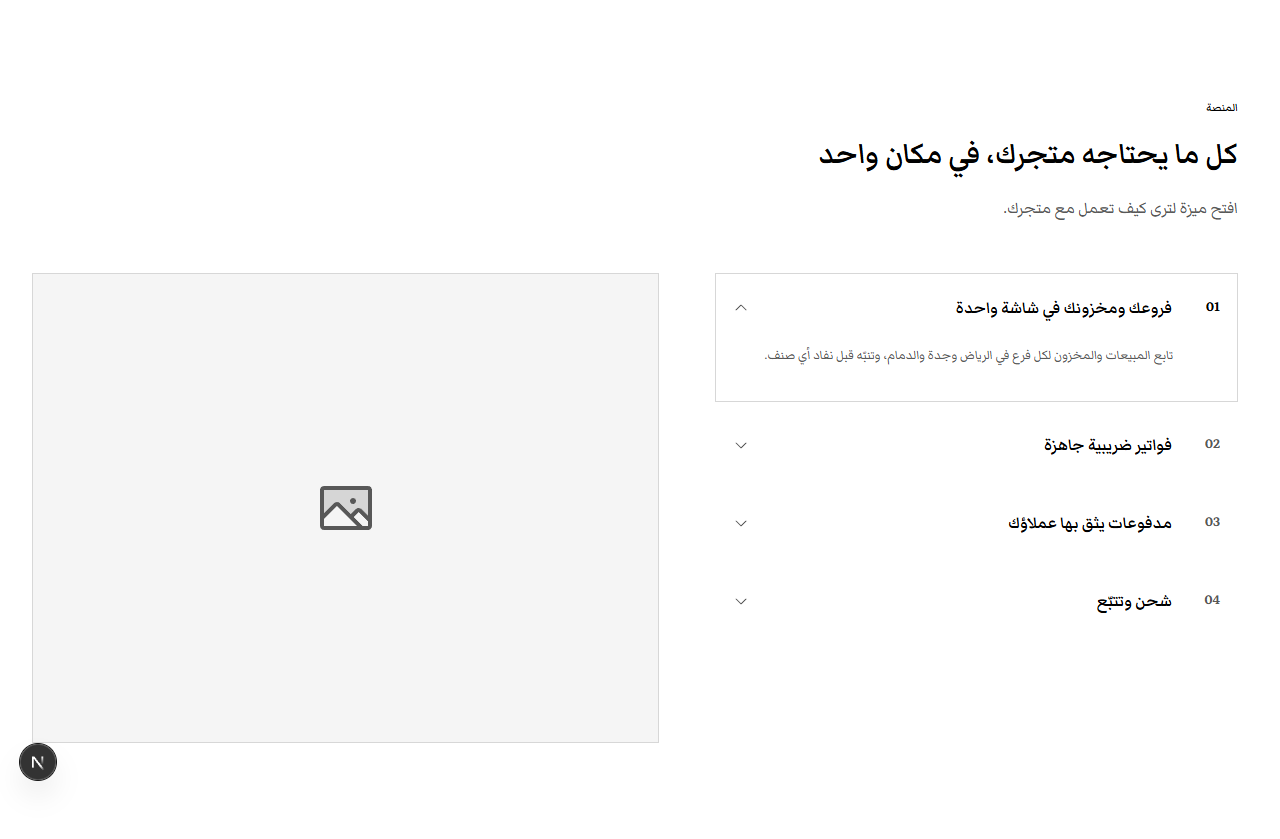 المنصة
كل ما يحتاجه متجرك، في مكان واحد
افتح ميزة لترى كيف تعمل مع متجرك.
01 فروعك ومخزونك في شاشة واحدة
تابع المبيعات والمخزون لكل فرع في الرياض وجدة والدمام، وتنبّه قبل نفاد أي صنف.
02 فواتير ضريبية جاهزة
03 مدفوعات يثق بها عملاؤك
04 شحن وتتبّع
N